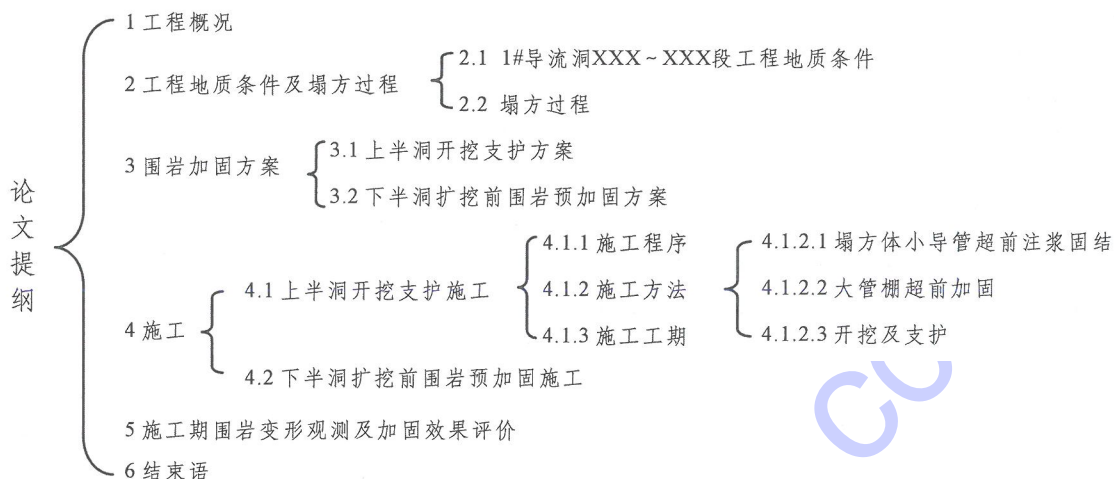 论文提纲
1 工程概况
2 工程地质条件及塌方过程
2.1 1#导流洞XXX～XXX段工程地质条件
2.2 塌方过程
3 围岩加固方案
3.1 上半洞开挖支护方案
3.2 下半洞扩挖前围岩预加固方案
4 施工
4.1 上半洞开挖支护施工
4.1.1 施工程序
4.1.2 施工方法
4.1.2.1 塌方体小导管超前注浆固结
4.1.2.2 大管棚超前加固
4.1.2.3 开挖及支护
4.1.3 施工工期
4.2 下半洞扩挖前围岩预加固施工
5 施工期围岩变形观测及加固效果评价
6 结束语